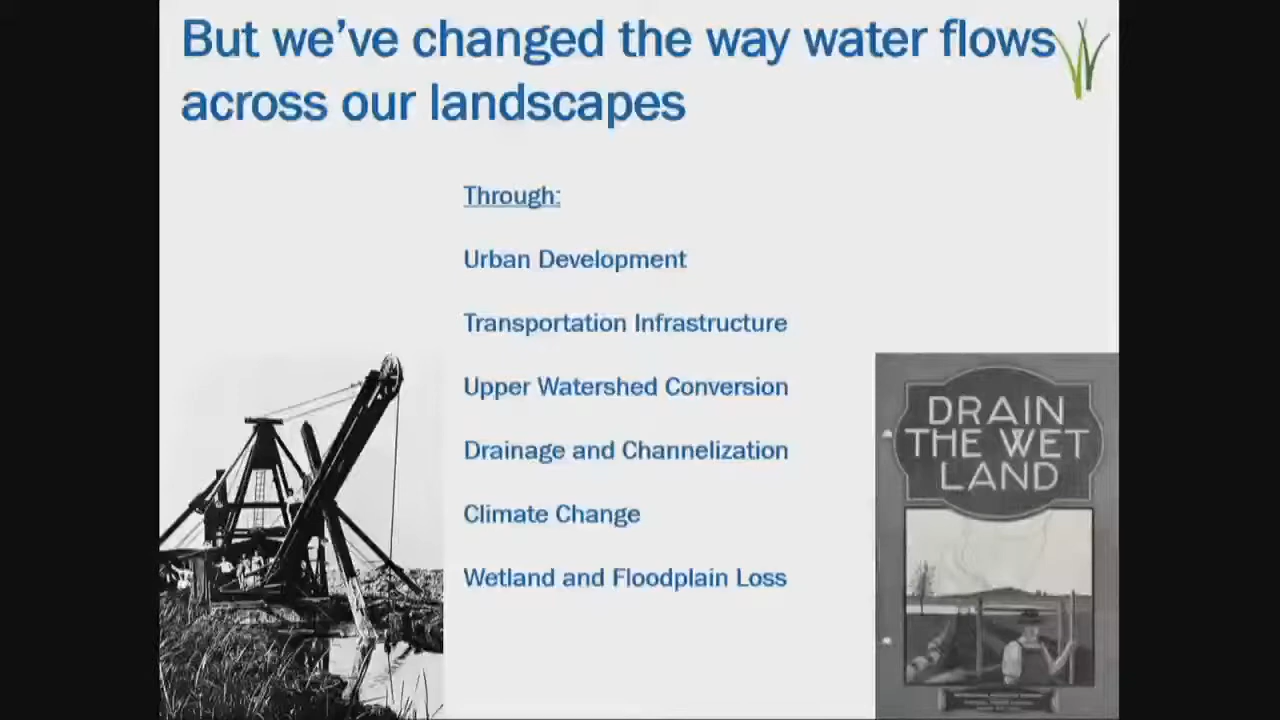 But we've changed the way water flows
across our landscapes
Through:
Urban Development
Transportation Infrastructure
Upper Watershed Conversion
Drainage and Channelization
Climate Change
Wetland and Floodplain Loss
DRAIN
THE WET
LAND